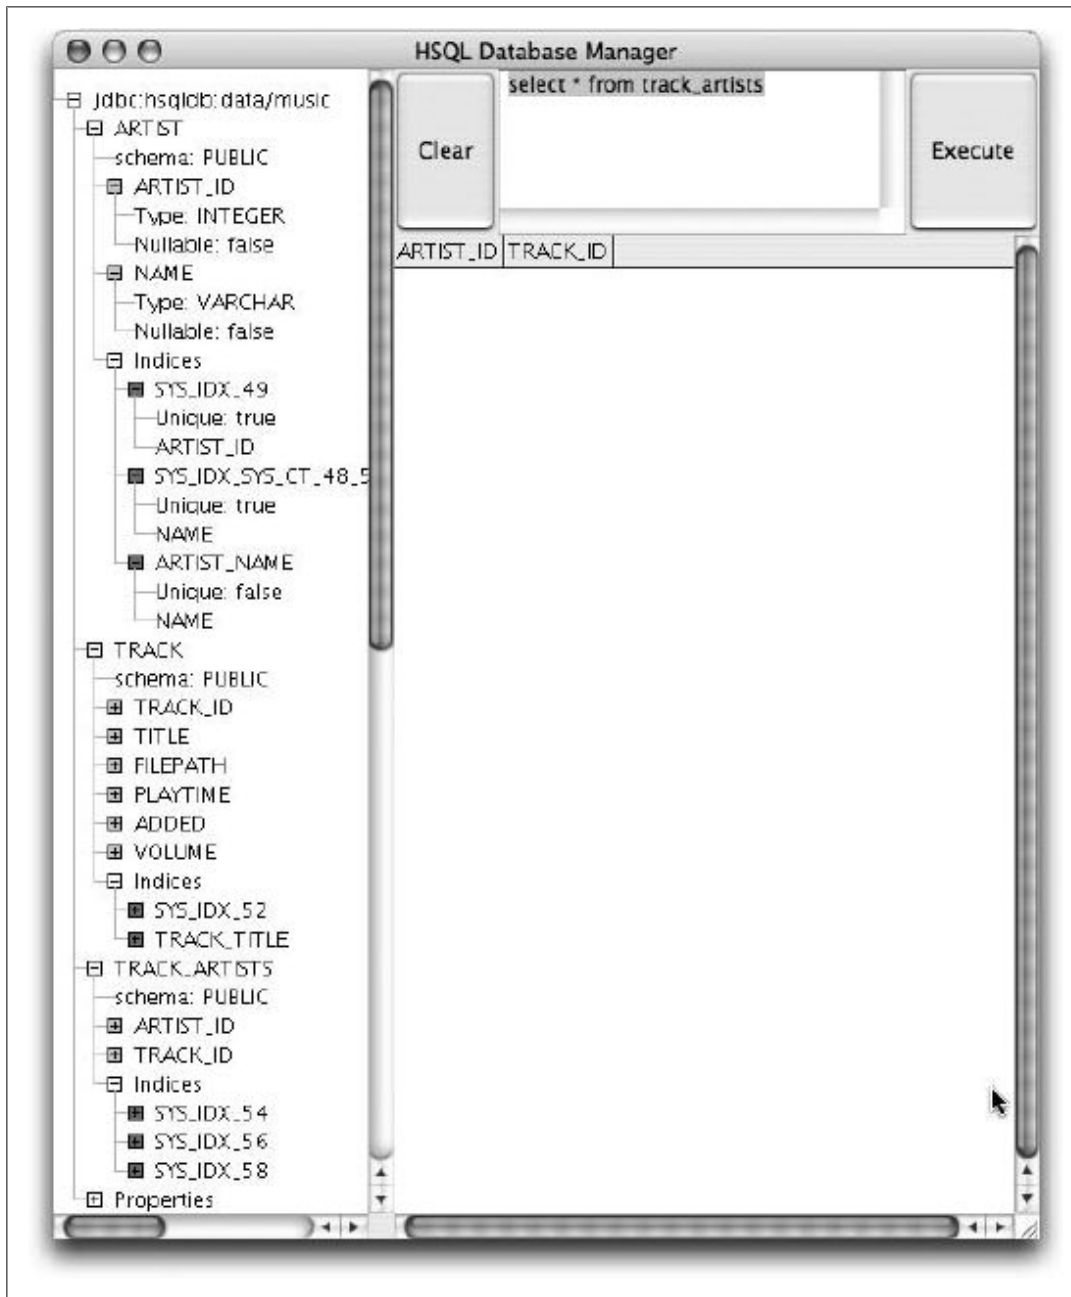 HSQL Database Manager
jdbc:hsqldb:data/music
ARTIST
schema: PUBLIC
ARTIST_ID
Type: INTEGER
Nullable: false
NAME
Type: VARCHAR
Nullable: false
Indices
SYS_IDX_49
Unique: true
ARTIST_ID
SYS_IDX_SYS_CT_48_5
Unique: true
NAME
ARTIST_NAME
Unique: false
NAME
TRACK
schema: PUBLIC
TRACK_ID
TITLE
FILEPATH
PLAYTIME
ADDED
VOLUME
Indices
SYS_IDX_52
TRACK_TITLE
TRACK_ARTISTS
schema: PUBLIC
ARTIST_ID
TRACK_ID
Indices
SYS_IDX_54
SYS_IDX_56
SYS_IDX_58
Properties
Clear
select * from track_artists
Execute
ARTIST_ID TRACK_ID